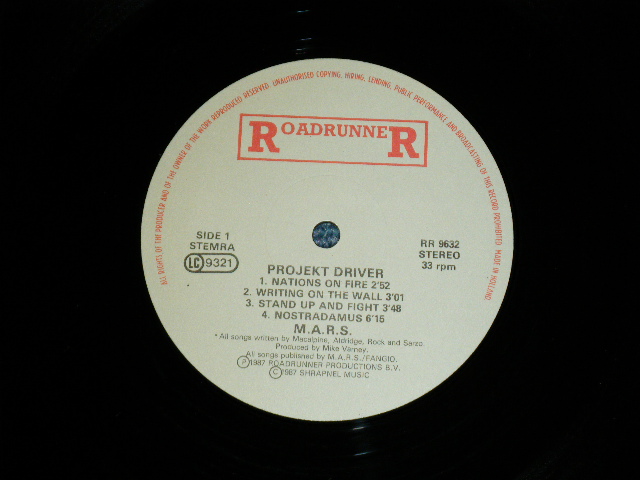 ALL RIGHTS OF THE PRODUCER AND OF THE OWNER OF THE WORK REPRODUCED RESERVED. UNAUTHORISED COPYING, HIRING, LENDING, PUBLIC PERFORMANCE AND BROADCASTING OF THIS RECORD PROHIBITED. MADE IN HOLLAND
ROADRUNNER
SIDE 1
STEMRA
LC 9321
RR 9632
STEREO
33 rpm
PROJEKT DRIVER
1. NATIONS ON FIRE 2'52
2. WRITING ON THE WALL 3'01
3. STAND UP AND FIGHT 3'48
4. NOSTRADAMUS 6'15
M.A.R.S.
* All songs written by Macalpine, Aldridge, Rock and Sarzo.
Produced by Mike Varney.
All songs published by M.A.R.S./FANGIO.
Ⓟ 1987 ROADRUNNER PRODUCTIONS B.V.
© 1987 SHRAPNEL MUSIC